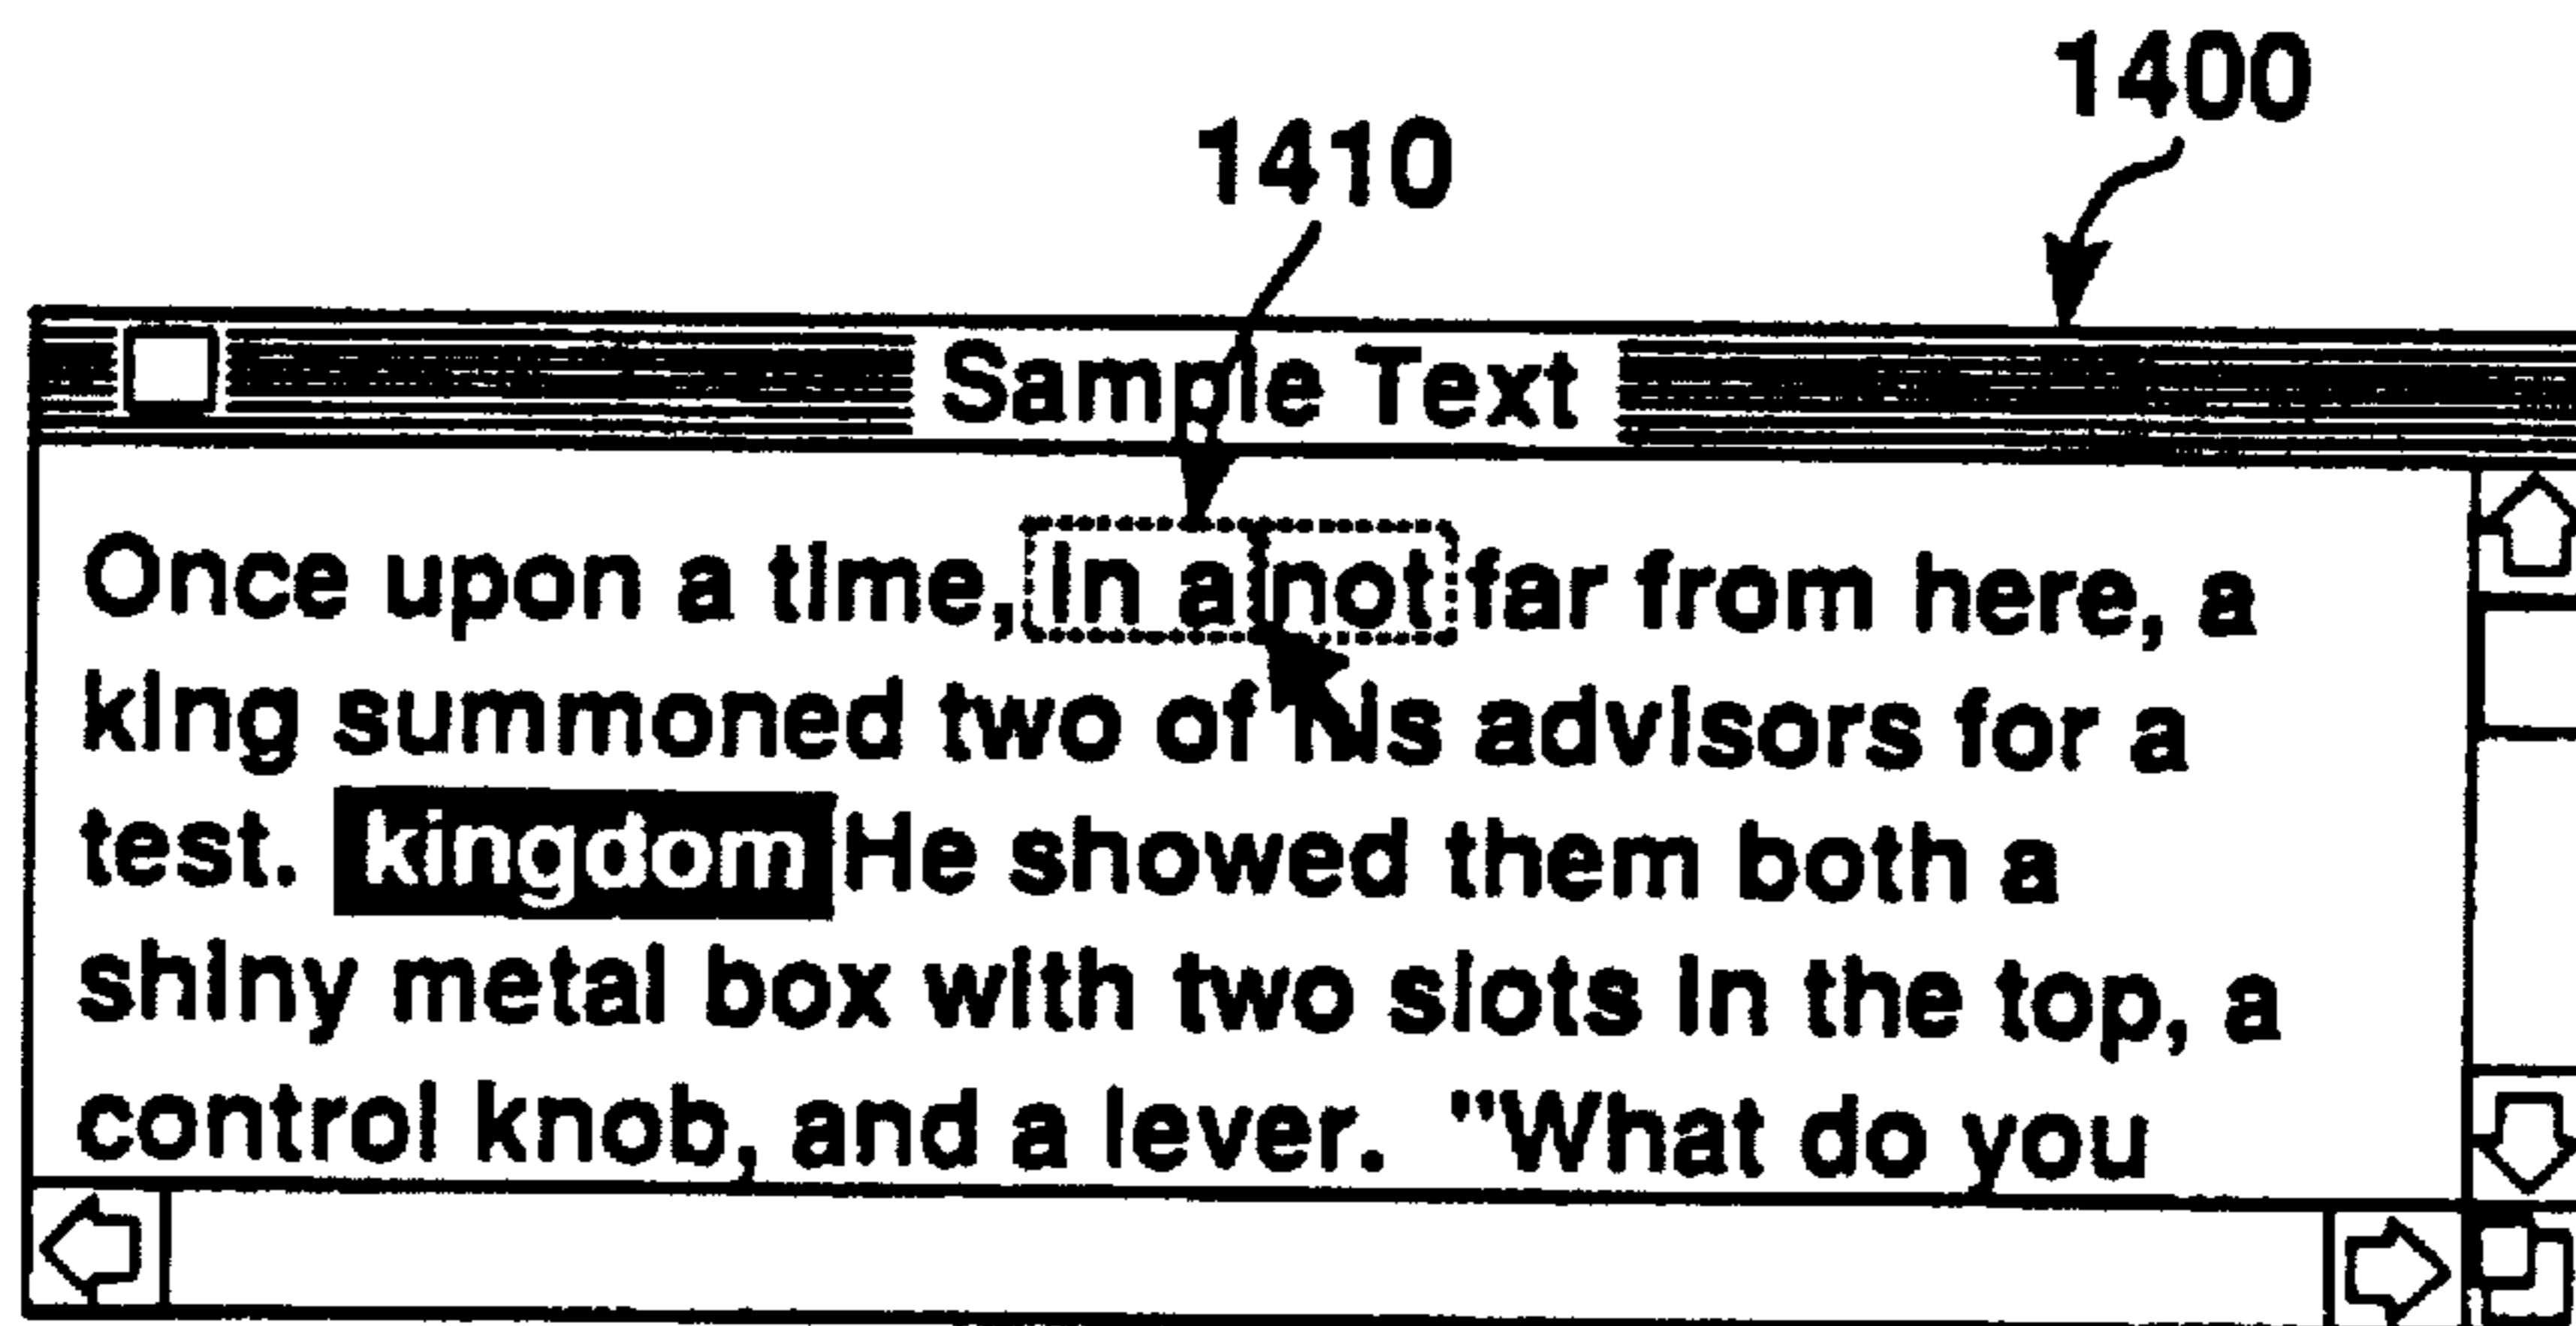 1400
1410
Sample Text
Once upon a time, in a not far from here, a
king summoned two of his advisors for a
test. kingdom He showed them both a
shiny metal box with two slots in the top, a
control knob, and a lever. "What do you